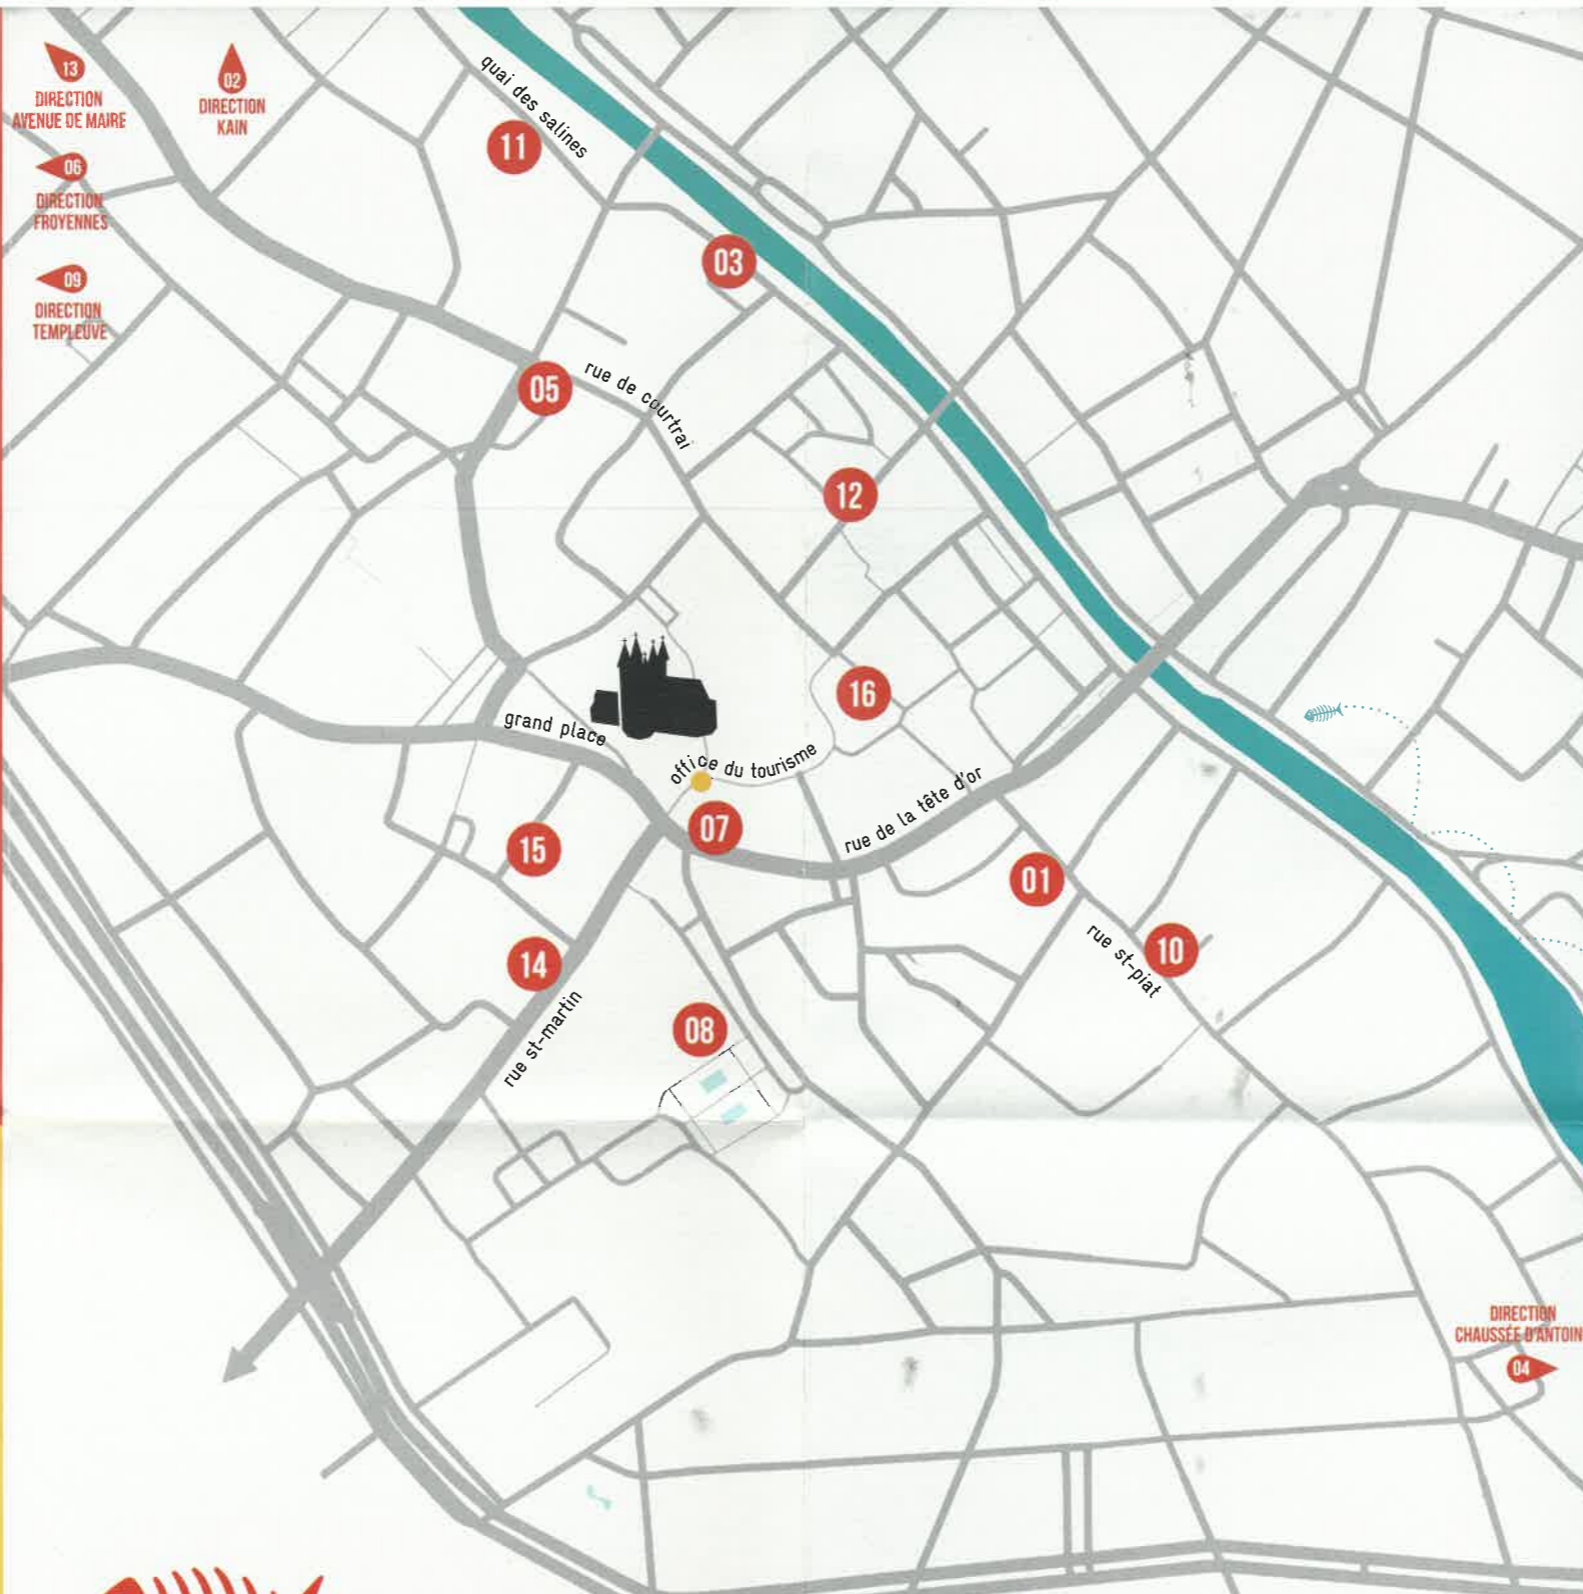 13
DIRECTION
AVENUE DE MAIRE
02
DIRECTION
KAIN
06
DIRECTION
FROYENNES
09
DIRECTION
TEMPLEUVE
quai des salines
11
03
05
rue de courtrai
12
16
grand place
office du tourisme
07
rue de la tête d'or
15
01
14
rue st-piat
10
rue st-martin
08
DIRECTION
CHAUSSÉE D'ANTOIN
04